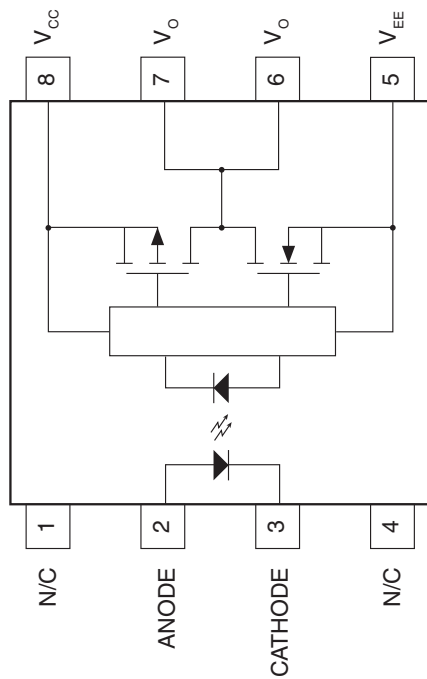 N/C 1 8 V_CC
ANODE 2 7 V_O
CATHODE 3 6 V_O
N/C 4 5 V_EE